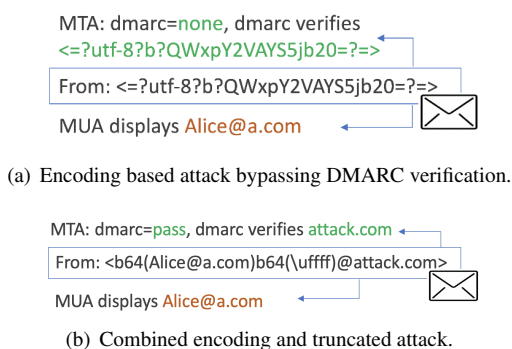 MTA: dmarc=none, dmarc verifies
<=?utf-8?b?QWxpY2VAYS5jb20=?=>
From: <=?utf-8?b?QWxpY2VAYS5jb20=?=>
MUA displays Alice@a.com
(a) Encoding based attack bypassing DMARC verification.
MTA: dmarc=pass, dmarc verifies attack.com
From: <b64(Alice@a.com)b64(\uffff)@attack.com>
MUA displays Alice@a.com
(b) Combined encoding and truncated attack.